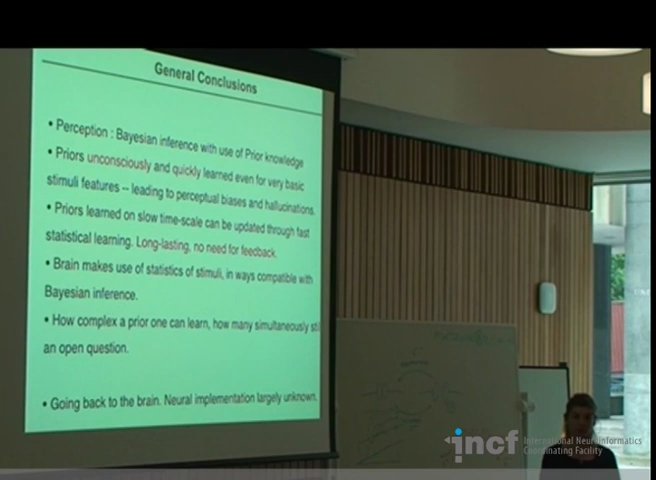 General Conclusions
• Perception : Bayesian inference with use of Prior knowledge
• Priors unconsciously and quickly learned even for very basic
stimuli features -- leading to perceptual biases and hallucinations.
• Priors learned on slow time-scale can be updated through fast
statistical learning. Long-lasting, no need for feedback.
• Brain makes use of statistics of stimuli, in ways compatible with
Bayesian inference.
• How complex a prior one can learn, how many simultaneously
an open question.
• Going back to the brain. Neural implementation largely unknown.
incf International Neuroinformatics
Coordinating Facility